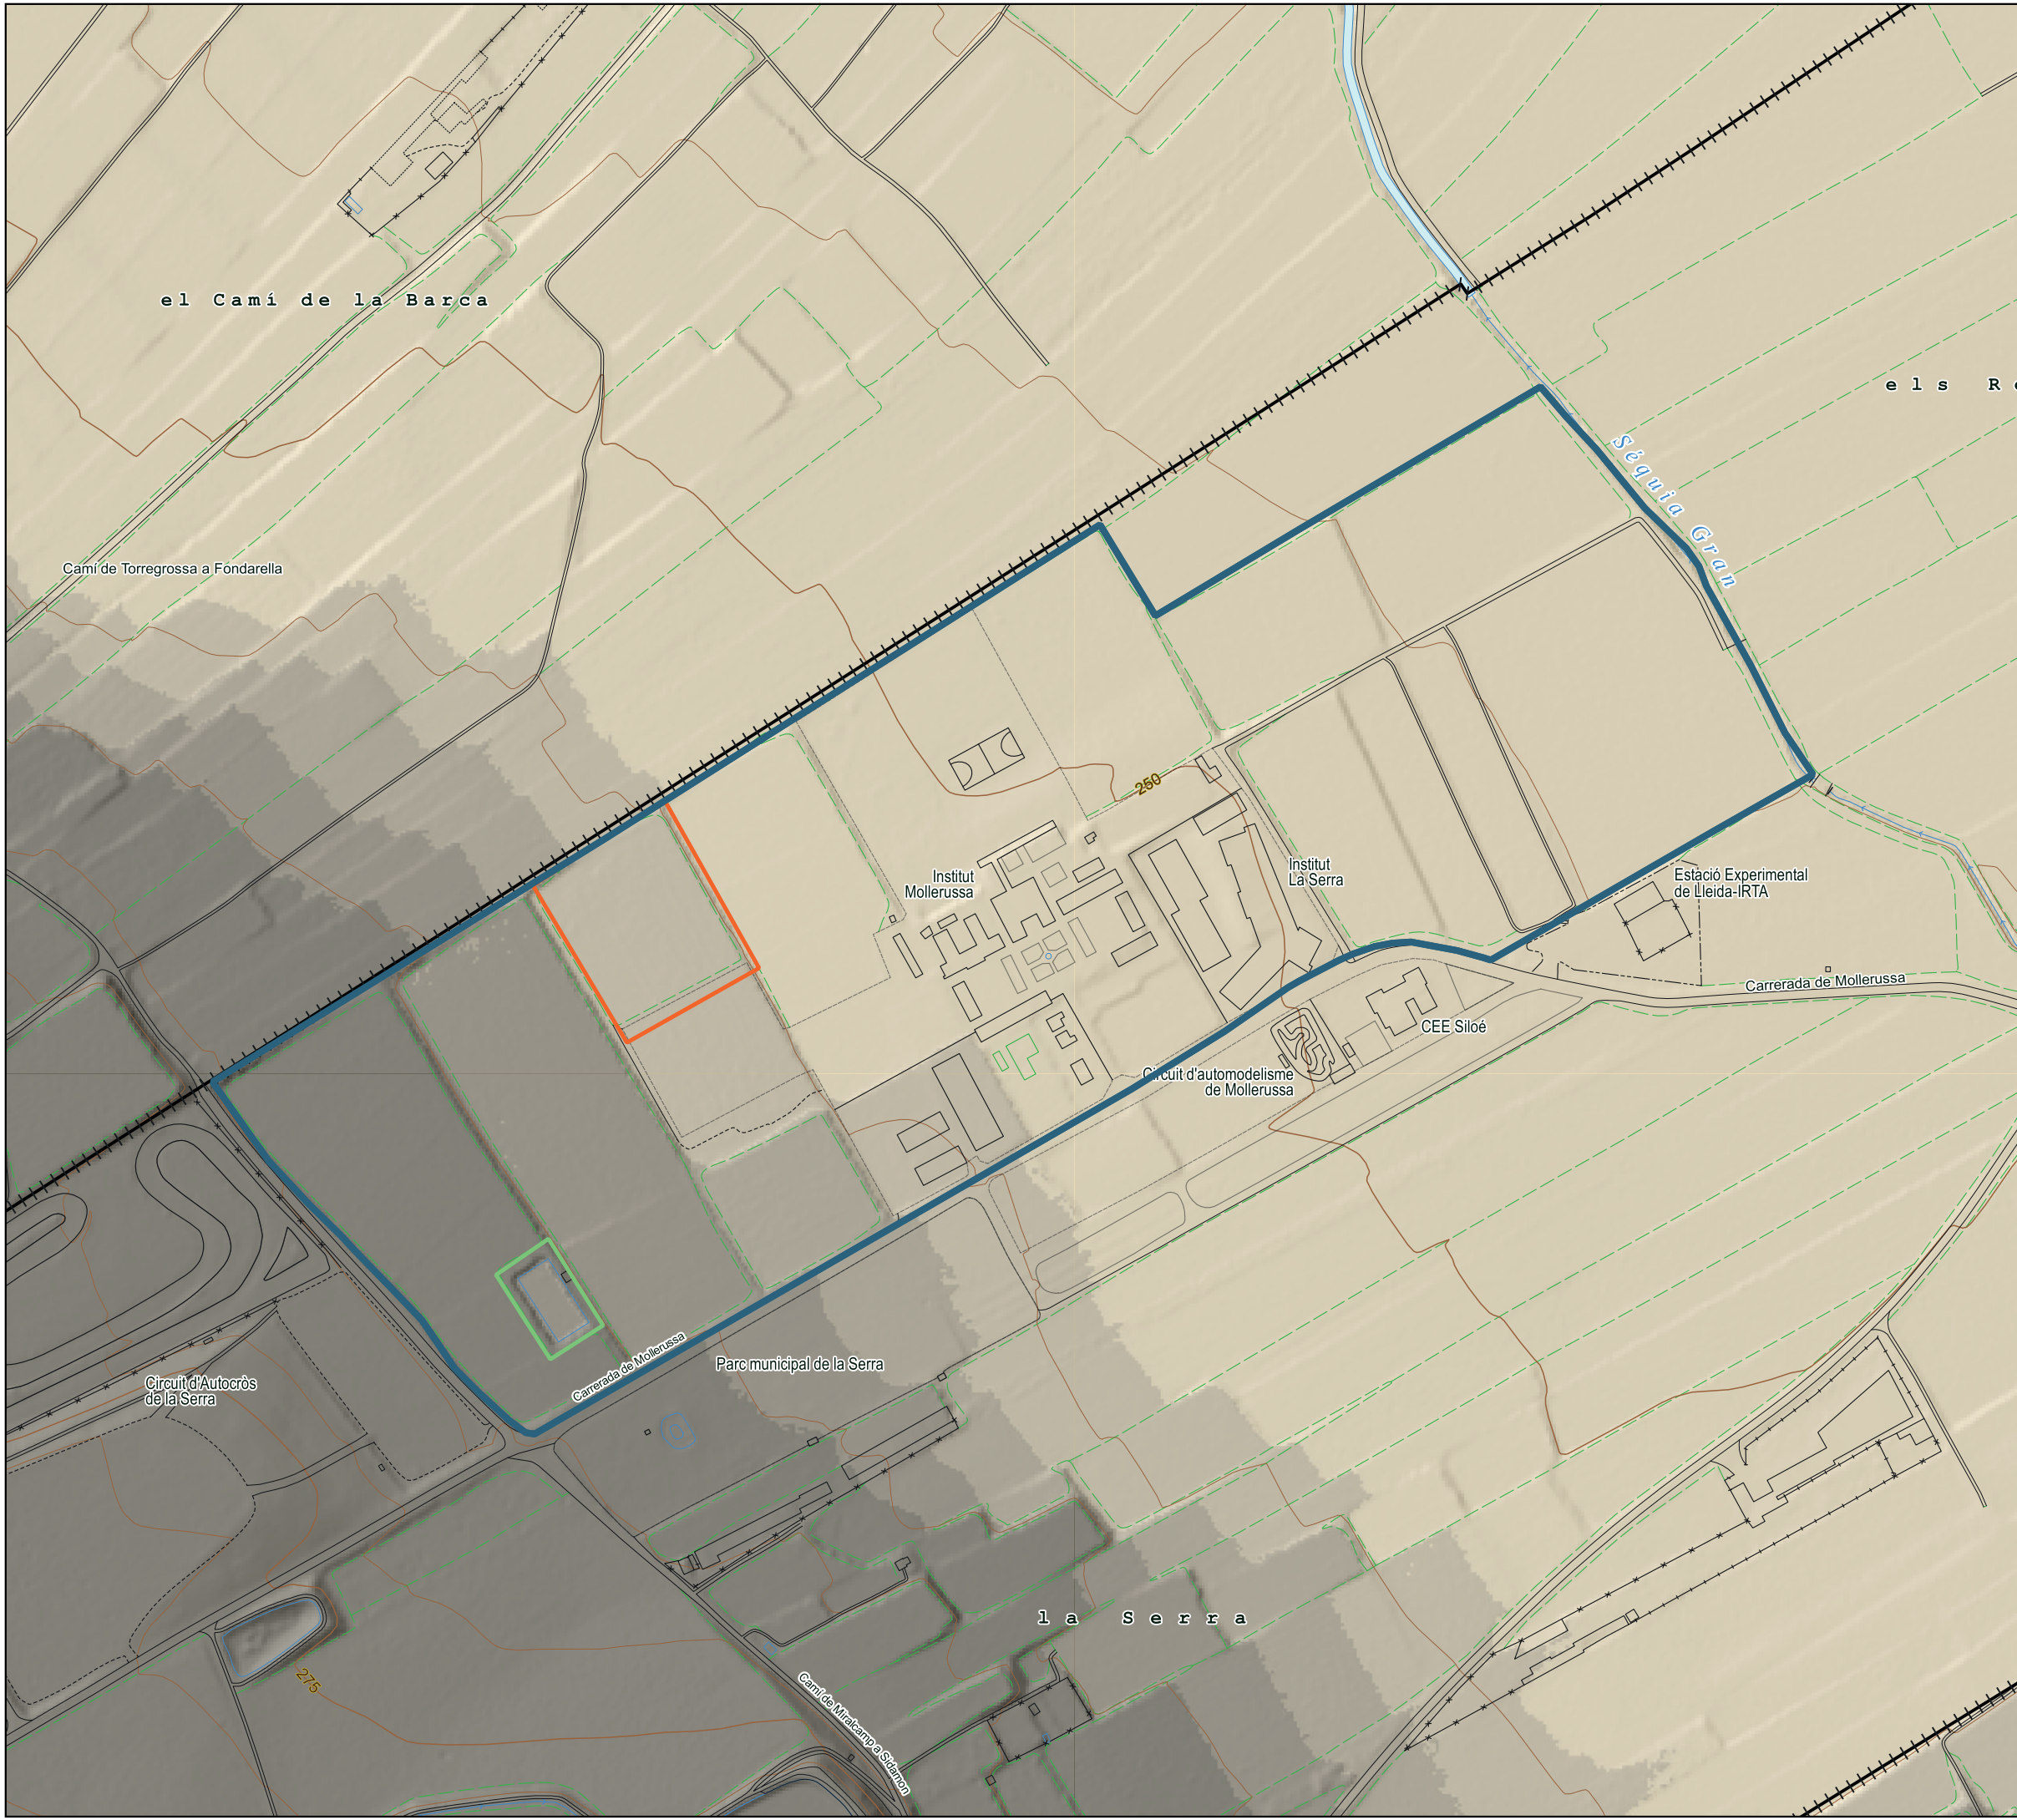 el Camí de la Barca
els R
Séquia Gran
Camí de Torregrossa a Fondarella
250
Institut
Mollerussa
Institut
La Serra
Estació Experimental
de Lleida-IRTA
Carrerada de Mollerussa
CEE Siloé
Circuit d'automodelisme
de Mollerussa
Carrerada de Mollerussa
Parc municipal de la Serra
Circuit d'Autocròs
de la Serra
la Serra
275
Camí de Miralcamp a Sidamon